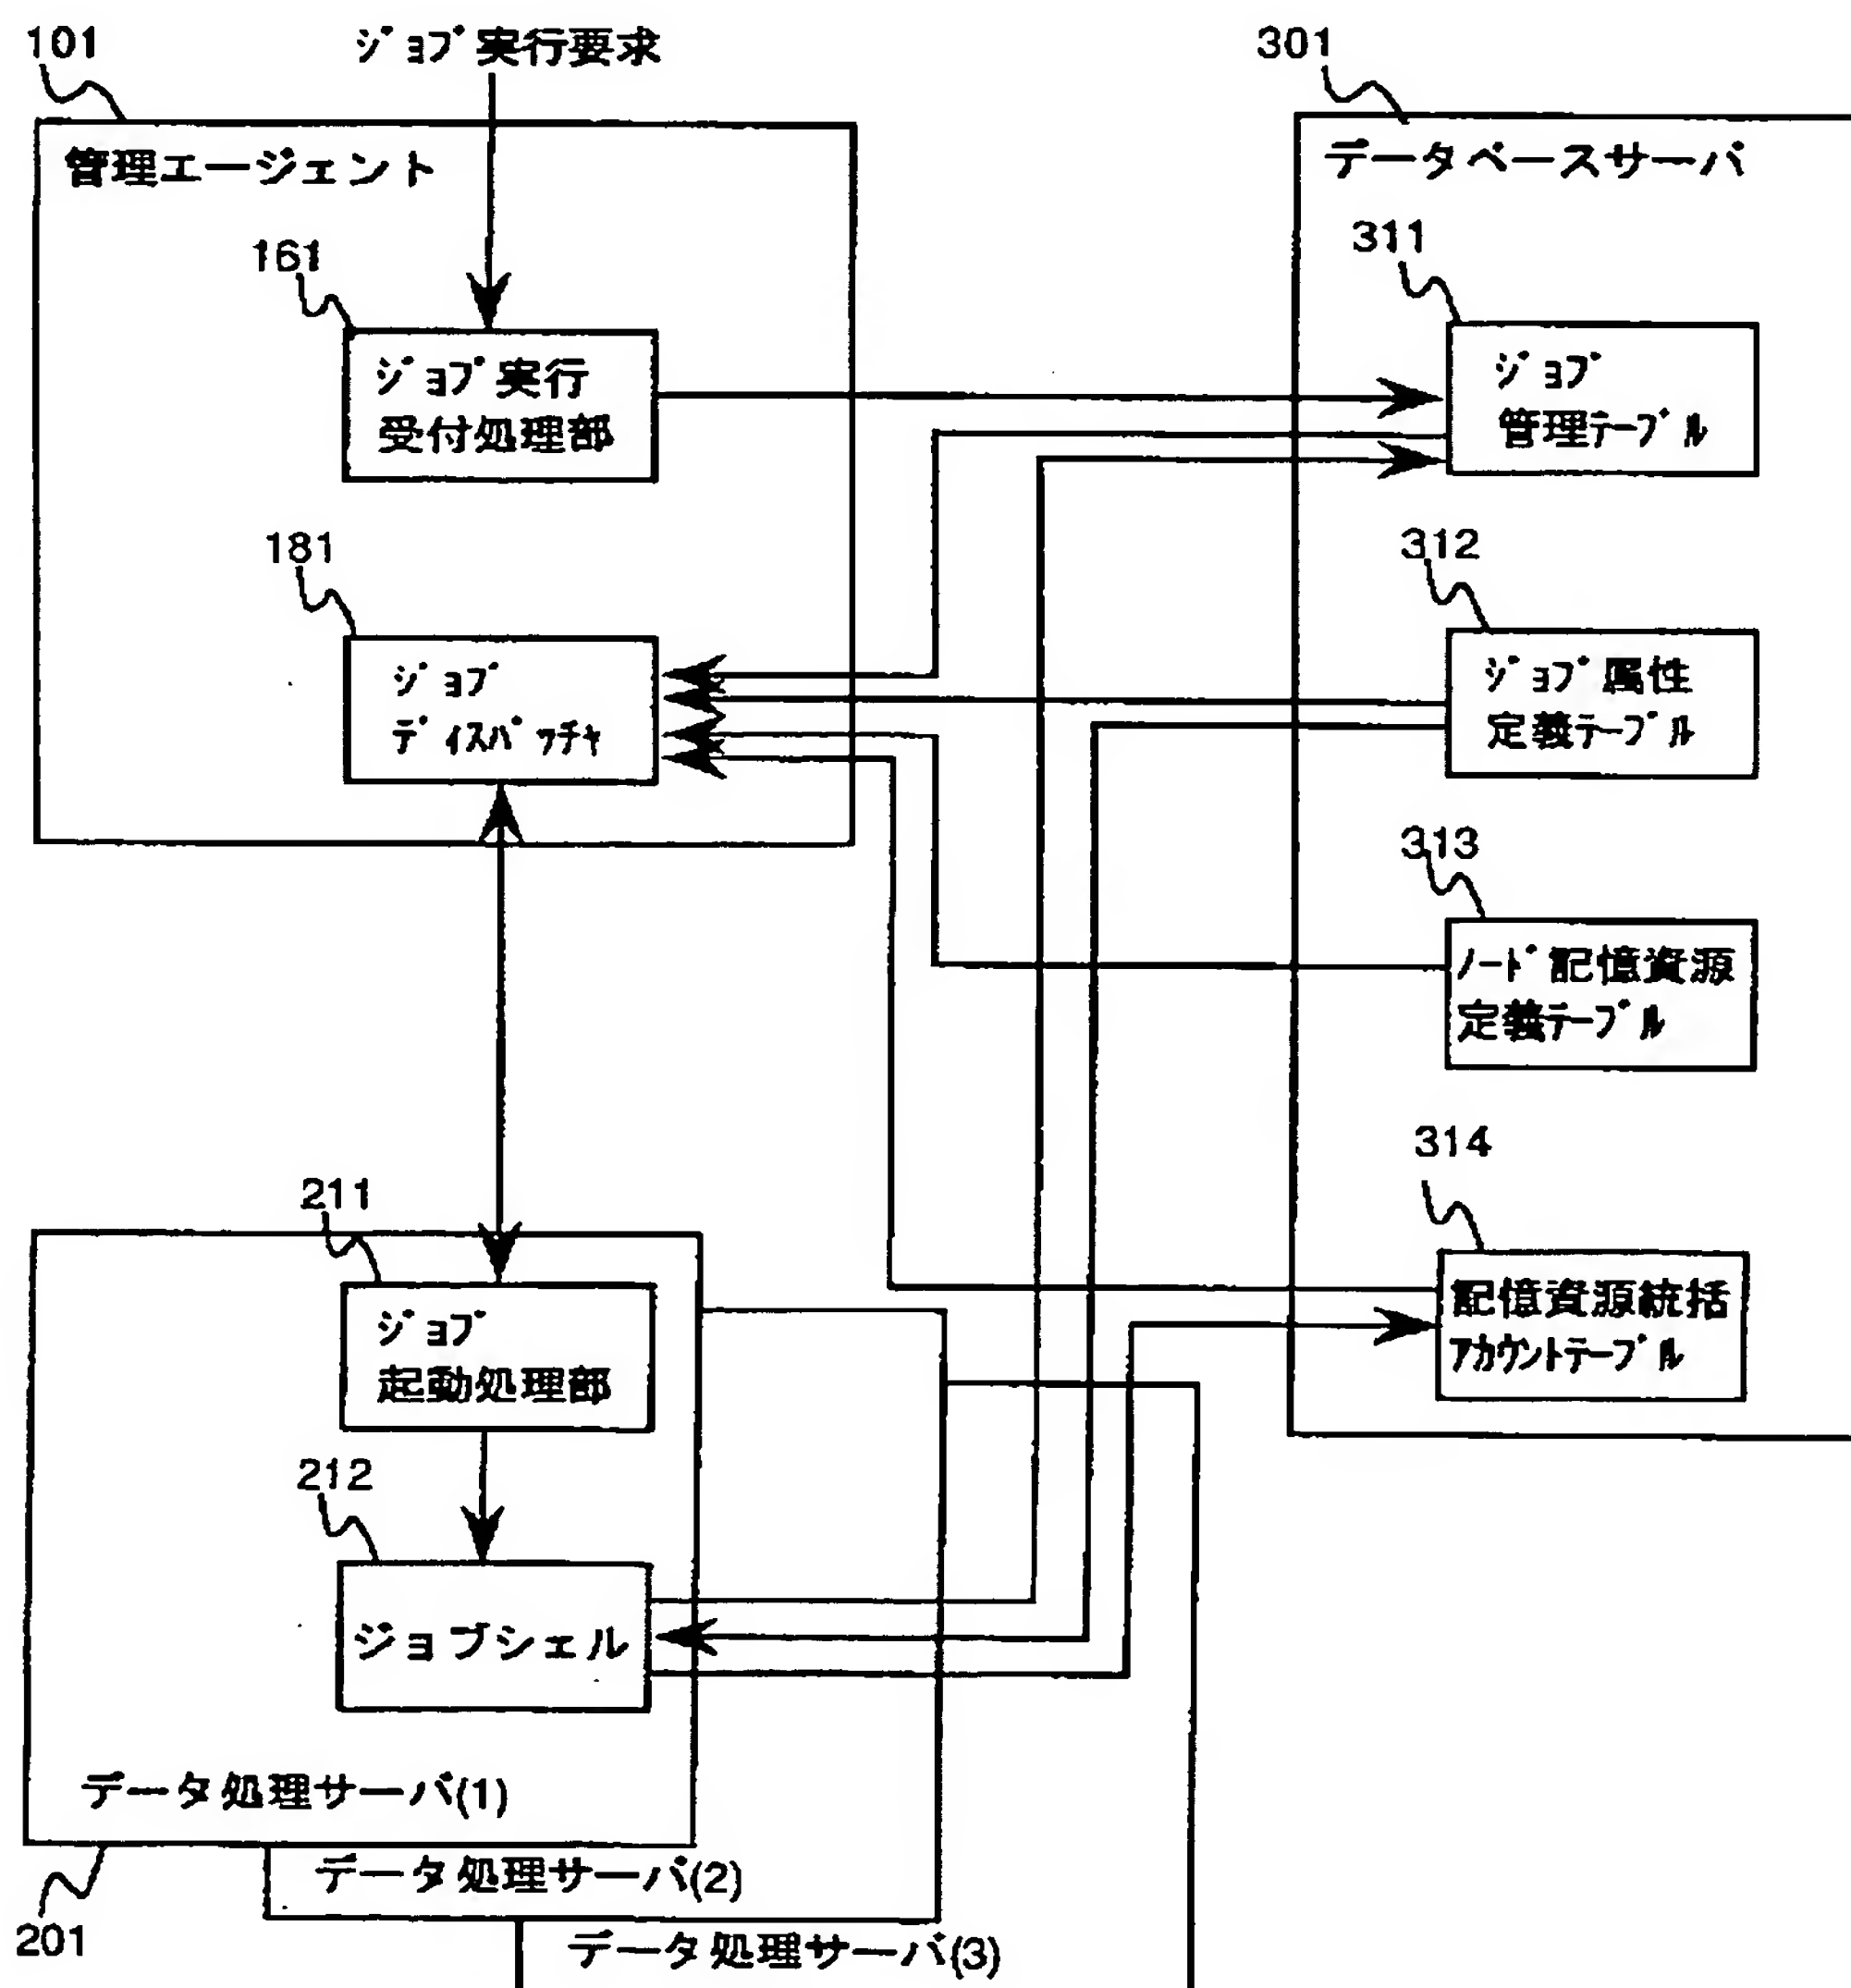 101
ジョブ実行要求
301
管理エージェント
データベースサーバ
161
311
ジョブ実行
受付処理部
ジョブ
管理テーブル
181
312
ジョブ
ディスパッチャ
ジョブ属性
定義テーブル
313
ノード記憶資源
定義テーブル
314
211
記憶資源統括
アカウントテーブル
ジョブ
起動処理部
212
ジョブシェル
データ処理サーバ(1)
データ処理サーバ(2)
201
データ処理サーバ(3)